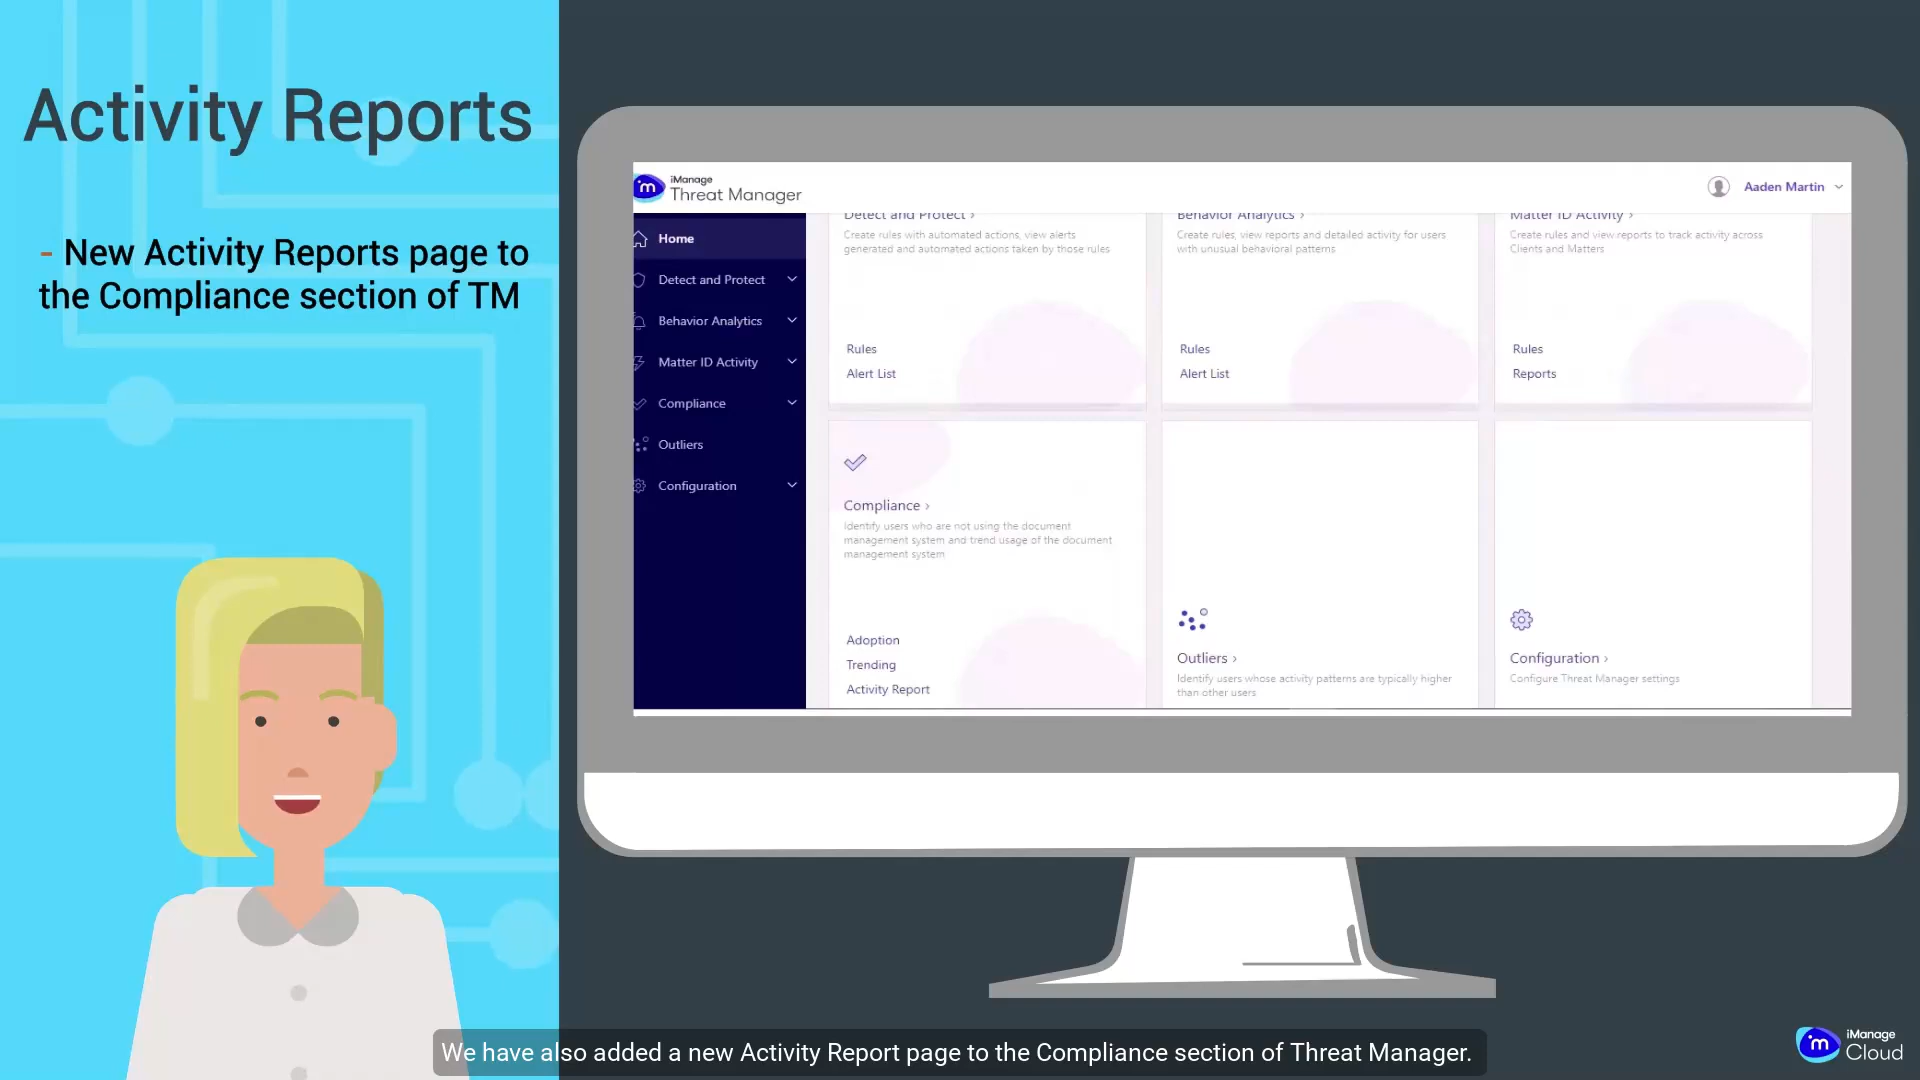 Activity Reports
- New Activity Reports page to
the Compliance section of TM
iManage
Threat Manager
Aaden Martin
Home
Detect and Protect
Behavior Analytics
Matter ID Activity
Compliance
Outliers
Configuration
Detect and Protect ›
Create rules with automated actions, view alerts
generated and automated actions taken by those rules
Rules
Alert List
Behavior Analytics ›
Create rules, view reports and detailed activity for users
with unusual behavioral patterns
Rules
Alert List
Matter ID Activity ›
Create rules and view reports to track activity across
Clients and Matters
Rules
Reports
Compliance ›
Identify users who are not using the document
management system and trend usage of the document
management system
Adoption
Trending
Activity Report
Outliers ›
Identify users whose activity patterns are typically higher
than other users
Configuration ›
Configure Threat Manager settings
We have also added a new Activity Report page to the Compliance section of Threat Manager.
iManage
Cloud